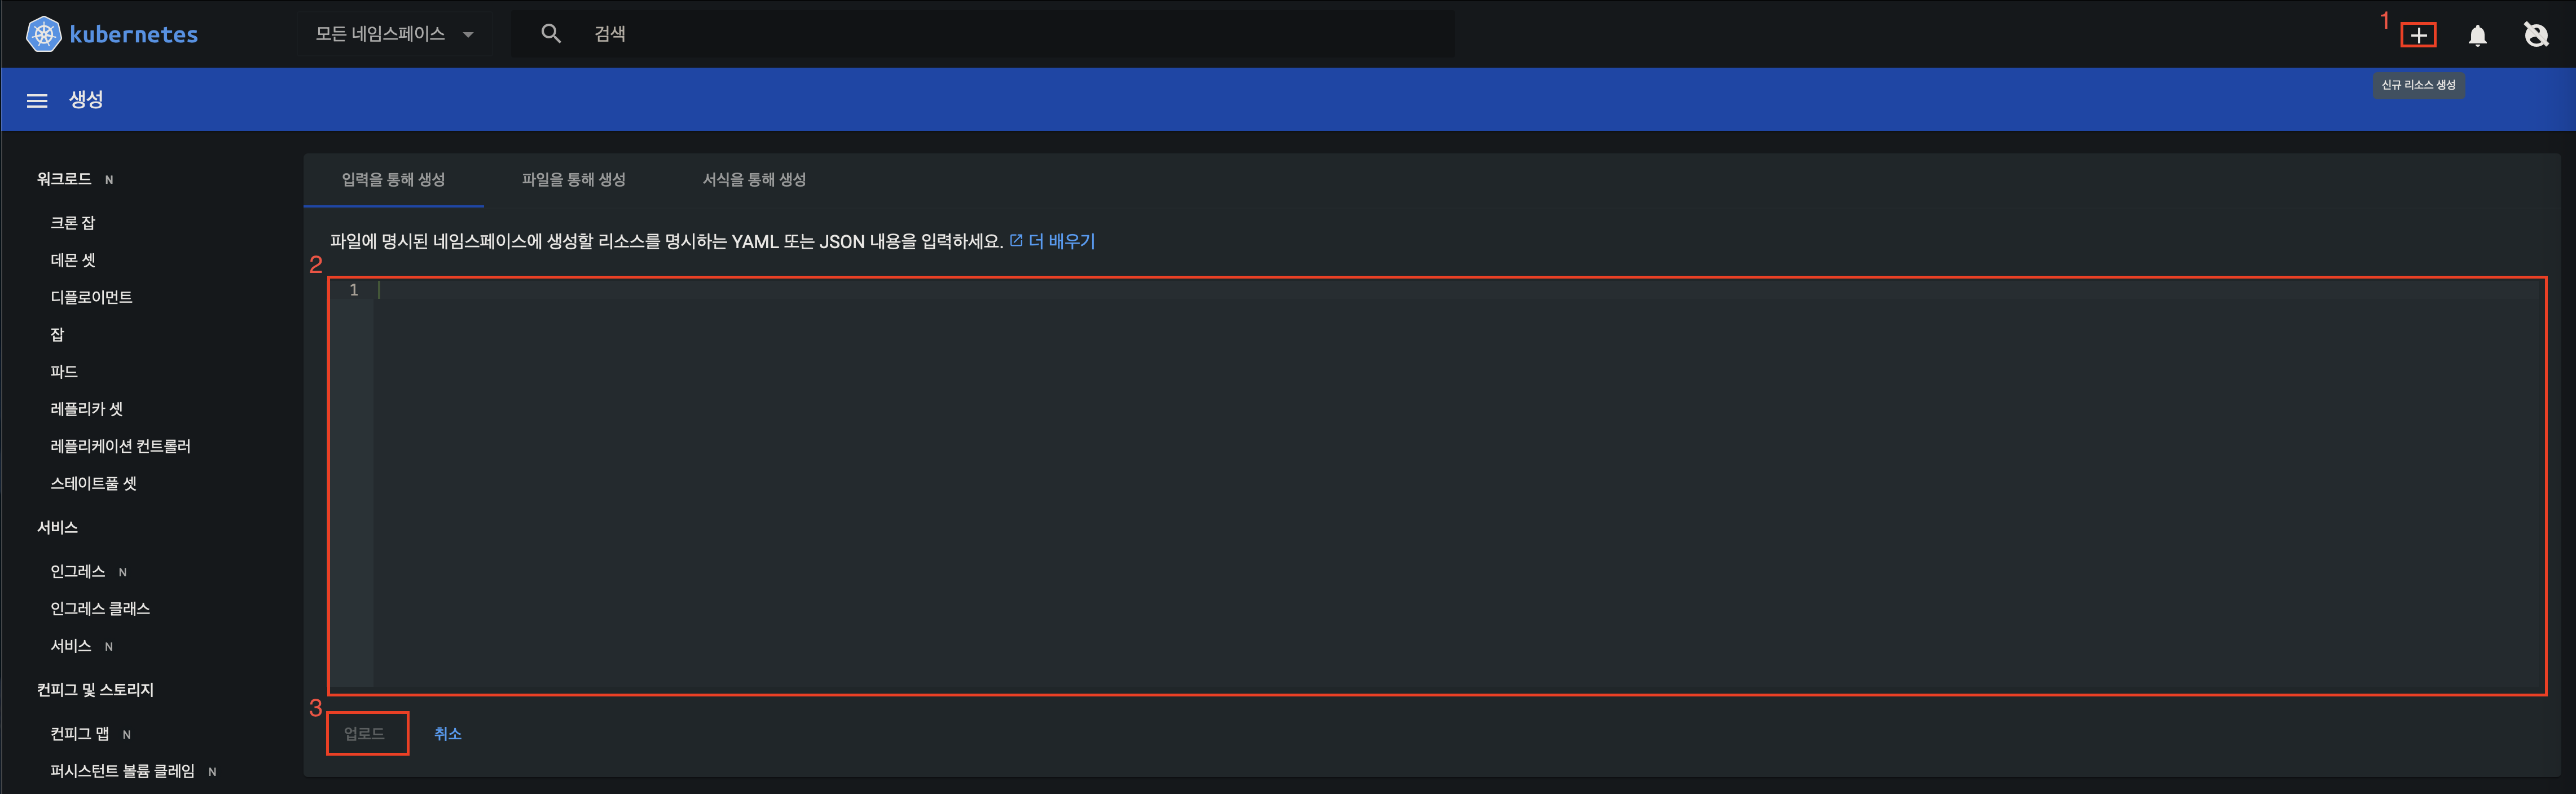 kubernetes
모든 네임스페이스
검색
1
신규 리소스 생성
생성
워크로드 N
크론 잡
데몬 셋
디플로이먼트
잡
파드
레플리카 셋
레플리케이션 컨트롤러
스테이트풀 셋
서비스
인그레스 N
인그레스 클래스
서비스 N
컨피그 및 스토리지
컨피그 맵 N
퍼시스턴트 볼륨 클레임 N
입력을 통해 생성 파일을 통해 생성 서식을 통해 생성
파일에 명시된 네임스페이스에 생성할 리소스를 명시하는 YAML 또는 JSON 내용을 입력하세요. 더 배우기
2
1
3
업로드 취소